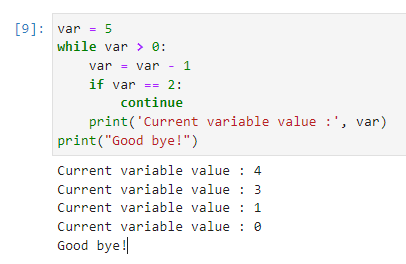 [9]: var = 5
while var > 0:
    var = var - 1
    if var == 2:
        continue
    print('Current variable value :', var)
print("Good bye!")
Current variable value : 4
Current variable value : 3
Current variable value : 1
Current variable value : 0
Good bye!